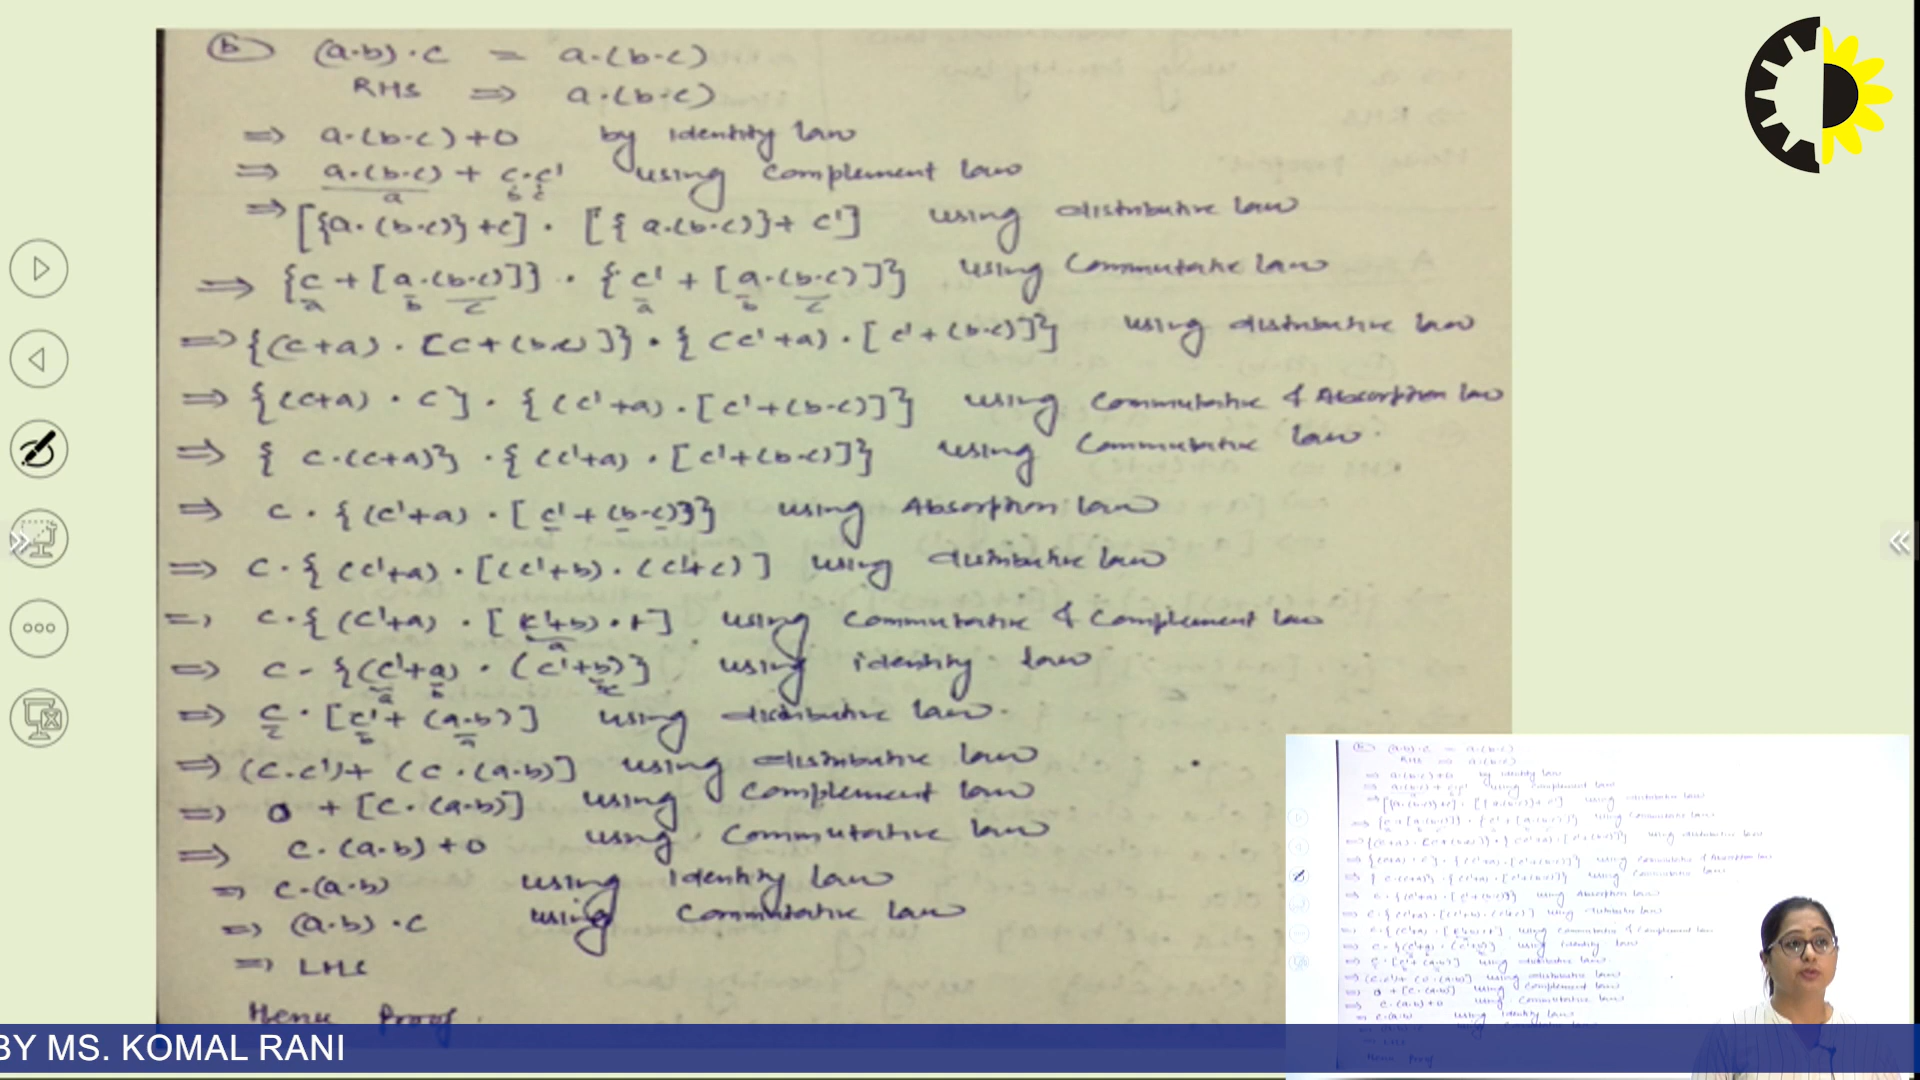 (b) (a·b)·c = a·(b·c)
RHS ⇒ a·(b·c)
⇒ a·(b·c)+0 by identity law
⇒ a·(b·c) + c·c' using complement law
a b c
⇒ [{a·(b·c)}+c] · [{a·(b·c)}+c'] using distributive law
⇒ {c + [a·(b·c)]} · {c' + [a·(b·c)]} using Commutative law
a b c a b c
⇒ {(c+a) · [c+(b·c)]} · {(c'+a) · [c'+(b·c)]} using distributive law
⇒ {(c+a) · c} · {(c'+a) · [c'+(b·c)]} using Commutative & Absorption law
⇒ {c·(c+a)} · {(c'+a) · [c'+(b·c)]} using Commutative law.
⇒ c · {(c'+a) · [c'+(b·c)]} using Absorption law
⇒ c · {(c'+a) · [(c'+b)·(c'+c)] using distributive law
⇒ c·{(c'+a) · [(c'+b)·1] using Commutative & Complement law
a
⇒ c · {(c'+a) · (c'+b)} using identity law
a b c
⇒ c · [c'+(a·b)] using distributive law.
c b a
⇒ (c·c')+ (c·(a·b)] using distributive law
⇒ 0 + [c·(a·b)] using Complement law
⇒ c·(a·b)+0 using Commutative law
⇒ c·(a·b) using Identity law
⇒ (a·b)·c using Commutative law
⇒ LHS
Henu Proof.
BY MS. KOMAL RANI